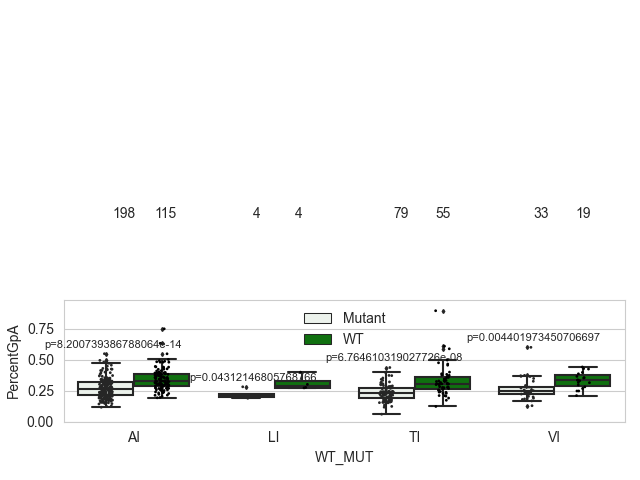 198 115 4 4 79 55 33 19
Mutant
WT
p=8.200739386788064e-14
p=0.04312146805768766
p=6.764610319027726e-08
p=0.004401973450706697
PercentGpA
0.75
0.50
0.25
0.00
AI LI TI VI
WT_MUT